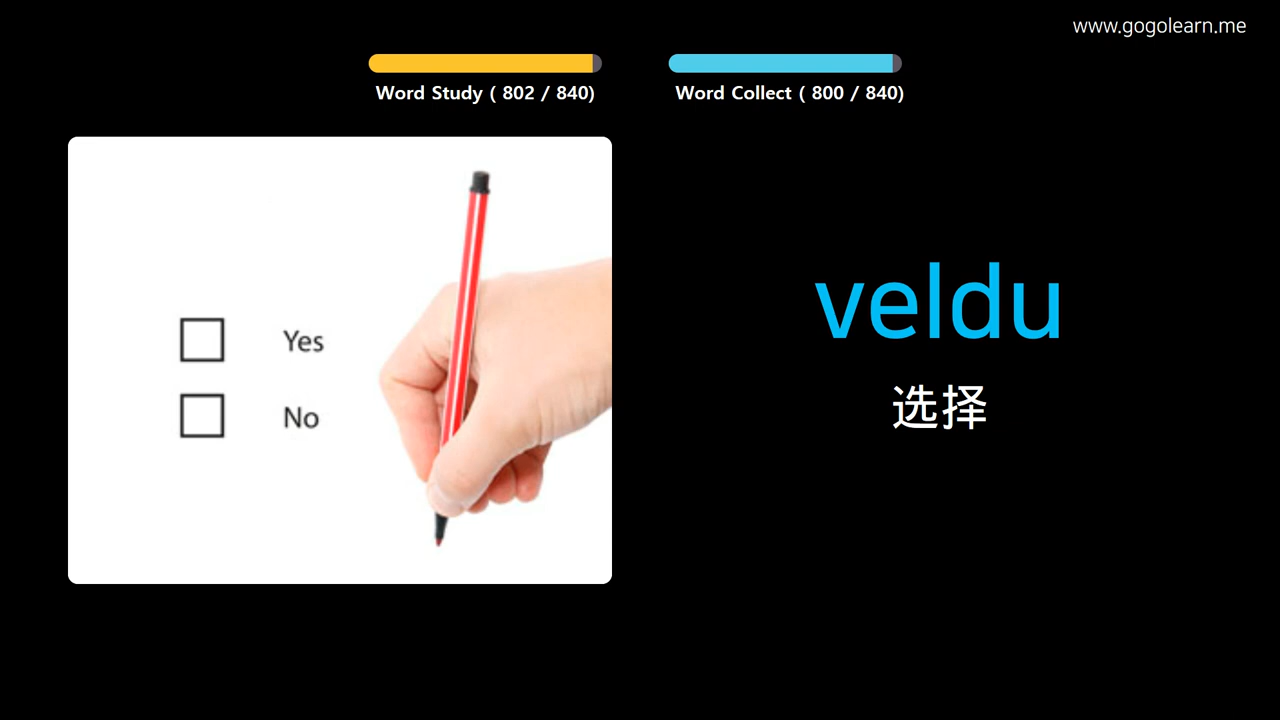 www.gogolearn.me
Word Study ( 802 / 840)
Word Collect ( 800 / 840)
Yes
No
veldu
选择